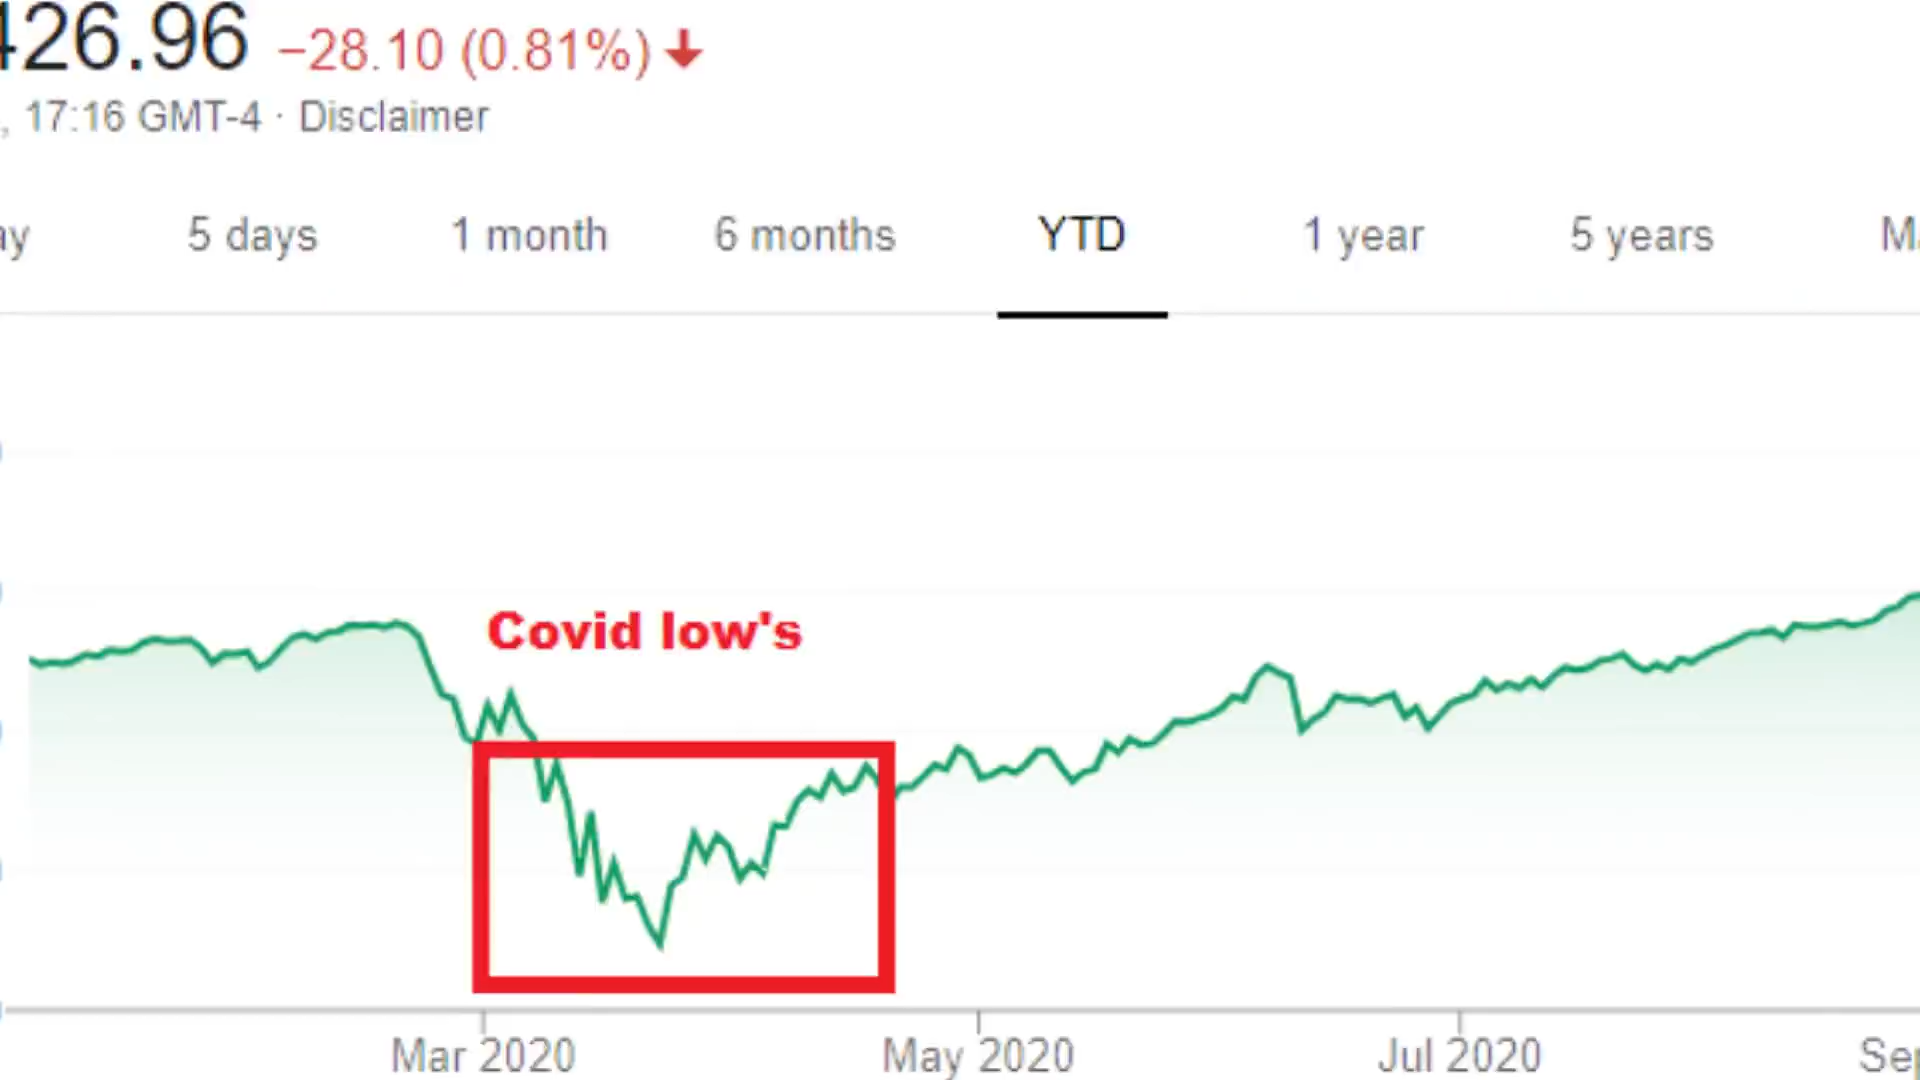 426.96 −28.10 (0.81%)
, 17:16 GMT-4 · Disclaimer
5 days 1 month 6 months YTD 1 year 5 years
Covid low's
Mar 2020 May 2020 Jul 2020 Sep